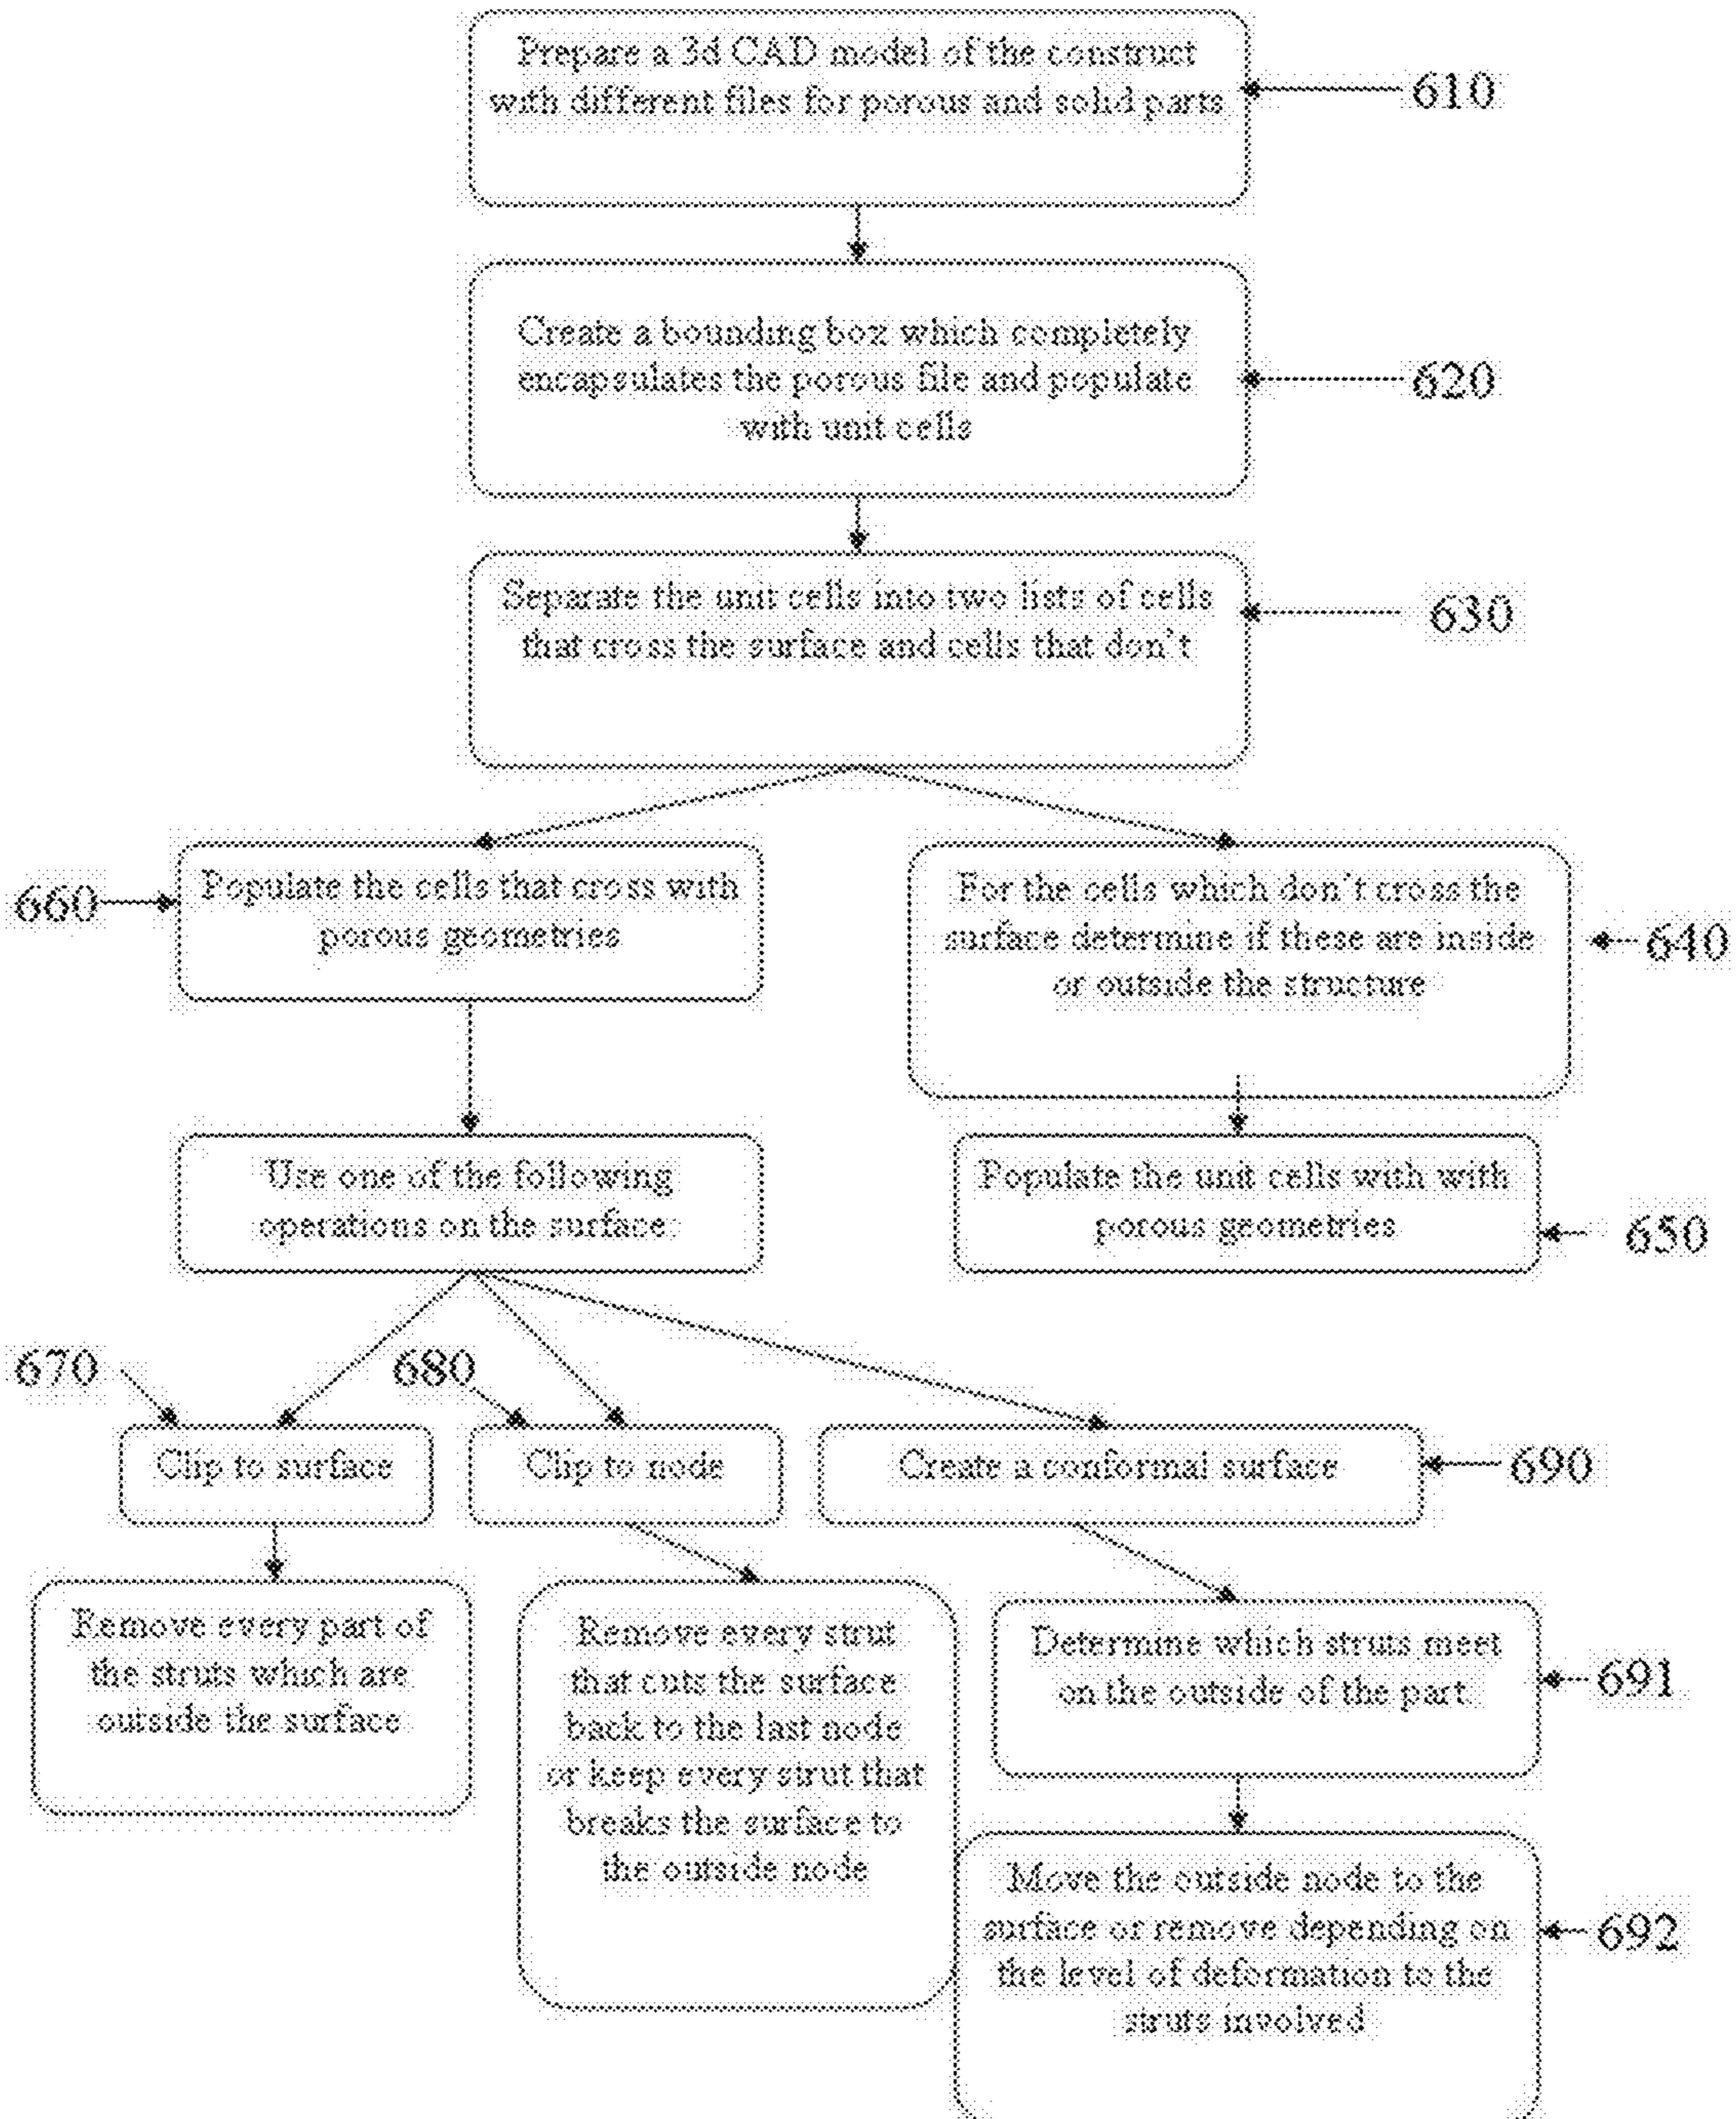 Prepare a 3d CAD model of the construct
with different files for porous and solid parts
610
Create a bounding box which completely
encapsulates the porous file and populate
with unit cells
620
Separate the unit cells into two lists of cells
that cross the surface and cells that don't
630
660
Populate the cells that cross with
porous geometries
For the cells which don't cross the
surface determine if these are inside
or outside the structure
640
Use one of the following
operations on the surface
Populate the unit cells with with
porous geometries
650
670
680
Clip to surface
Clip to node
Create a conformal surface
690
Remove every part of
the struts which are
outside the surface
Remove every strut
that cuts the surface
back to the last node
or keep every strut that
breaks the surface to
the outside node
Determine which struts meet
on the outside of the part
691
Move the outside node to the
surface or remove depending on
the level of deformation to the
struts involved
692